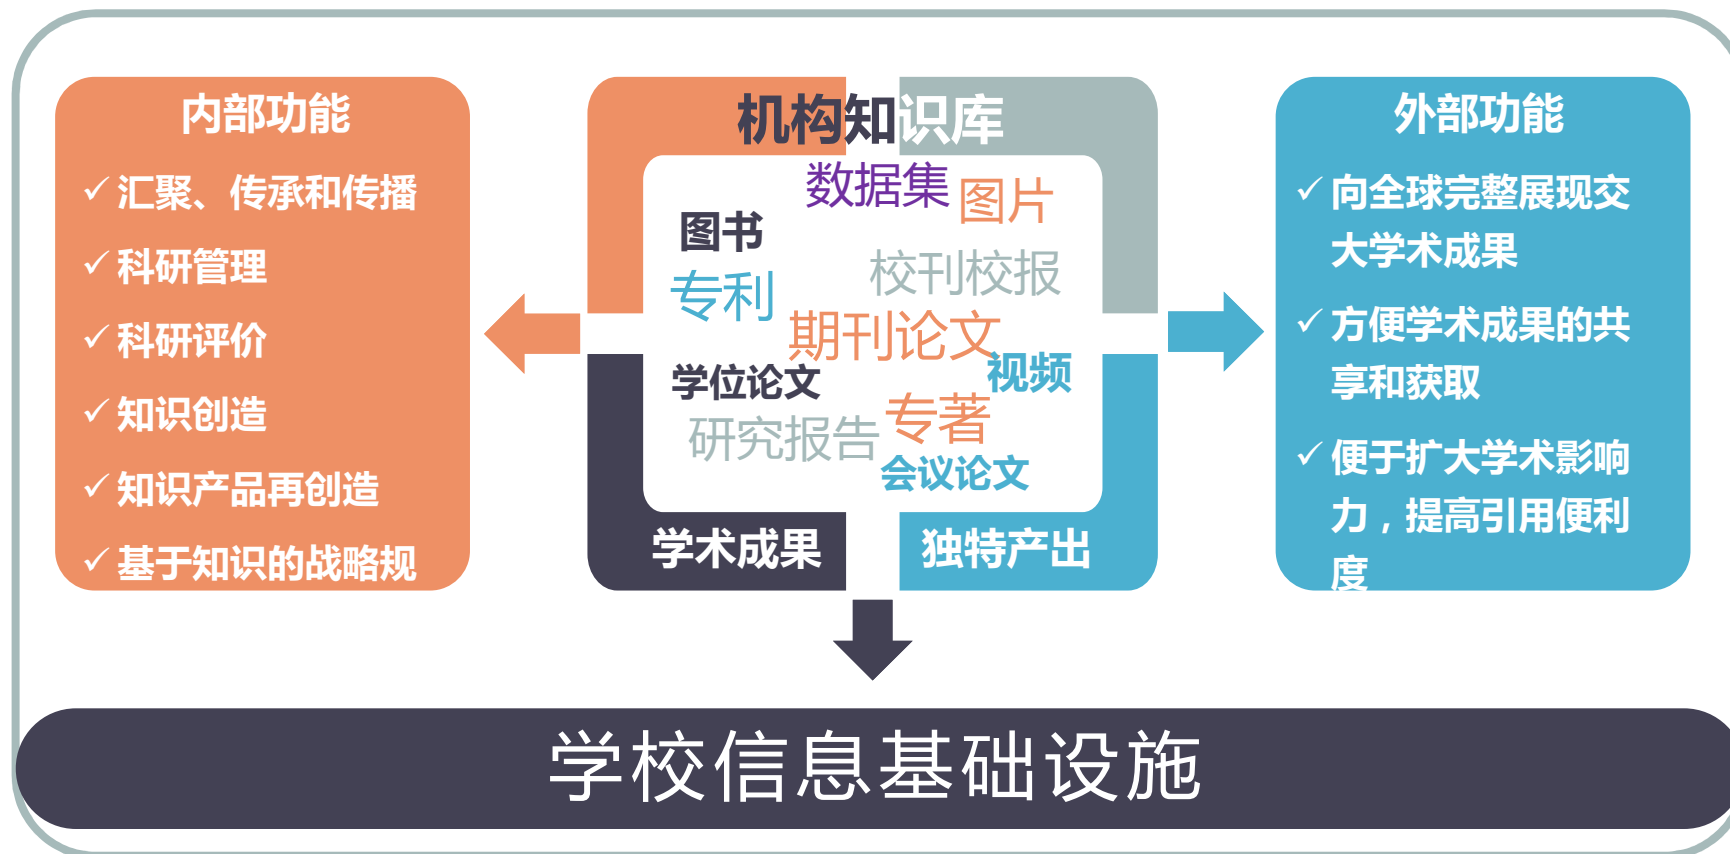 内部功能
✓ 汇聚、传承和传播
✓ 科研管理
✓ 科研评价
✓ 知识创造
✓ 知识产品再创造
✓ 基于知识的战略规
机构知识库
数据集
图片
图书
校刊校报
专利
期刊论文
视频
学位论文
专著
研究报告
会议论文
学术成果
独特产出
外部功能
✓ 向全球完整展现交
大学术成果
✓ 方便学术成果的共
享和获取
✓ 便于扩大学术影响
力，提高引用便利
度
学校信息基础设施